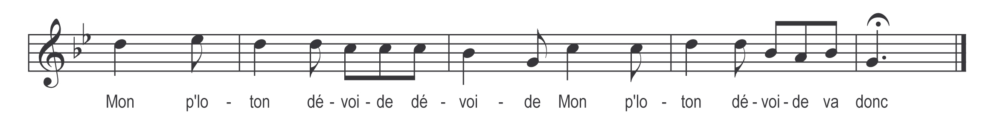 Mon p'lo - ton dé - voi - de dé - voi - de Mon p'lo - ton dé - voi - de va donc